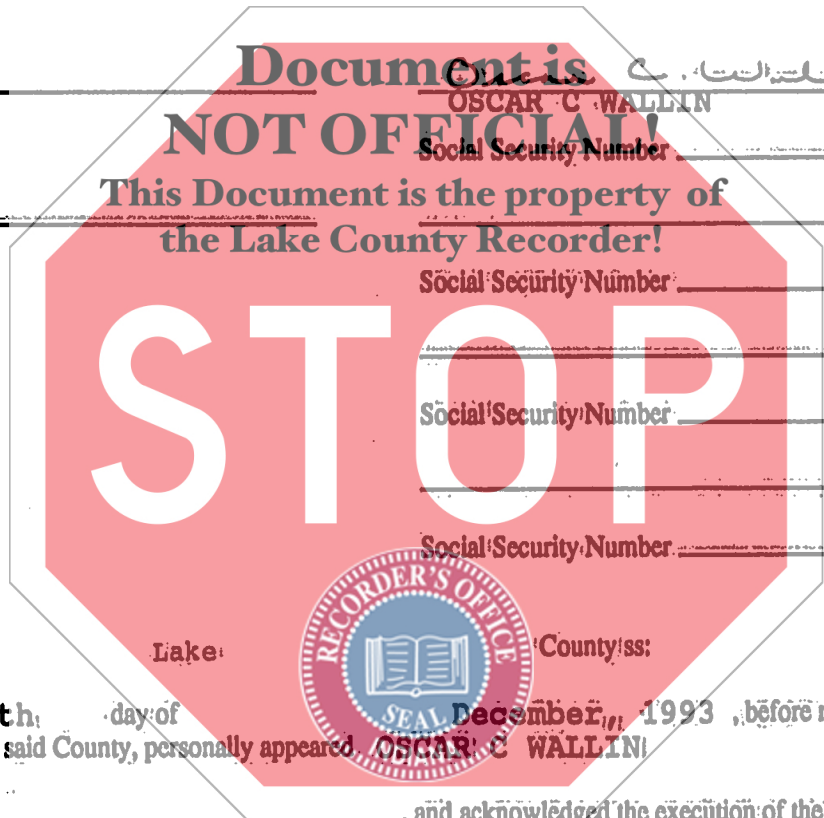 Document is
OSCAR C WALLIN
NOT OFFICIAL!
Social Security Number
This Document is the property of
the Lake County Recorder!
Social Security Number
STOP
Social Security Number
Social Security Number
RECORDER'S OFFICE
Lake County ss:
SEAL
th day of December, 1993, before
said County, personally appeared OSCAR C WALLIN
and acknowledged the execution of the